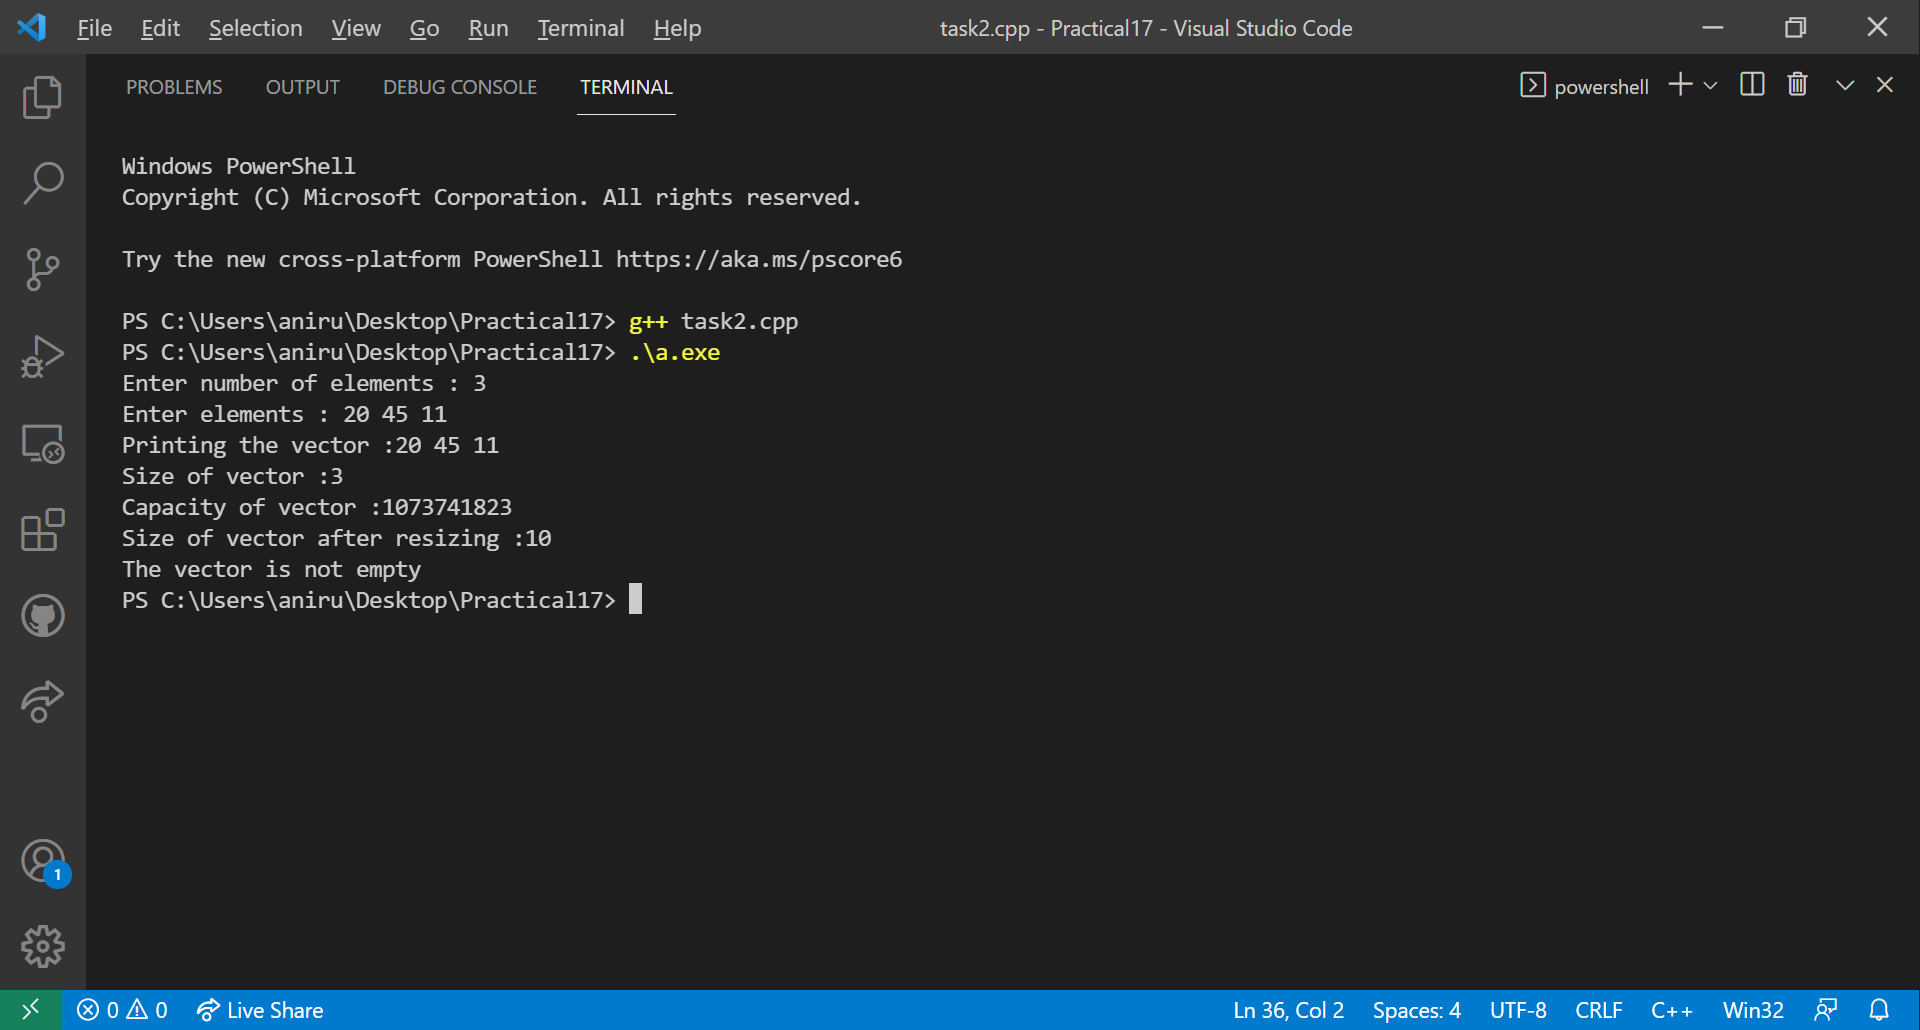 File Edit Selection View Go Run Terminal Help task2.cpp - Practical17 - Visual Studio Code
PROBLEMS OUTPUT DEBUG CONSOLE TERMINAL powershell
Windows PowerShell
Copyright (C) Microsoft Corporation. All rights reserved.
Try the new cross-platform PowerShell https://aka.ms/pscore6
PS C:\Users\aniru\Desktop\Practical17> g++ task2.cpp
PS C:\Users\aniru\Desktop\Practical17> .\a.exe
Enter number of elements : 3
Enter elements : 20 45 11
Printing the vector :20 45 11
Size of vector :3
Capacity of vector :1073741823
Size of vector after resizing :10
The vector is not empty
PS C:\Users\aniru\Desktop\Practical17>
1
0 0 Live Share Ln 36, Col 2 Spaces: 4 UTF-8 CRLF C++ Win32